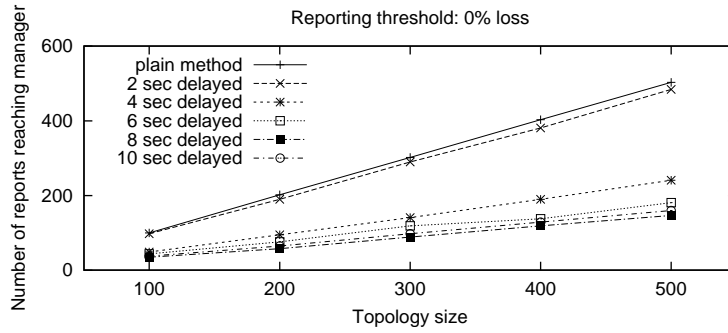 Reporting threshold: 0% loss
Number of reports reaching manager
600
400
200
0
plain method
2 sec delayed
4 sec delayed
6 sec delayed
8 sec delayed
10 sec delayed
100 200 300 400 500
Topology size